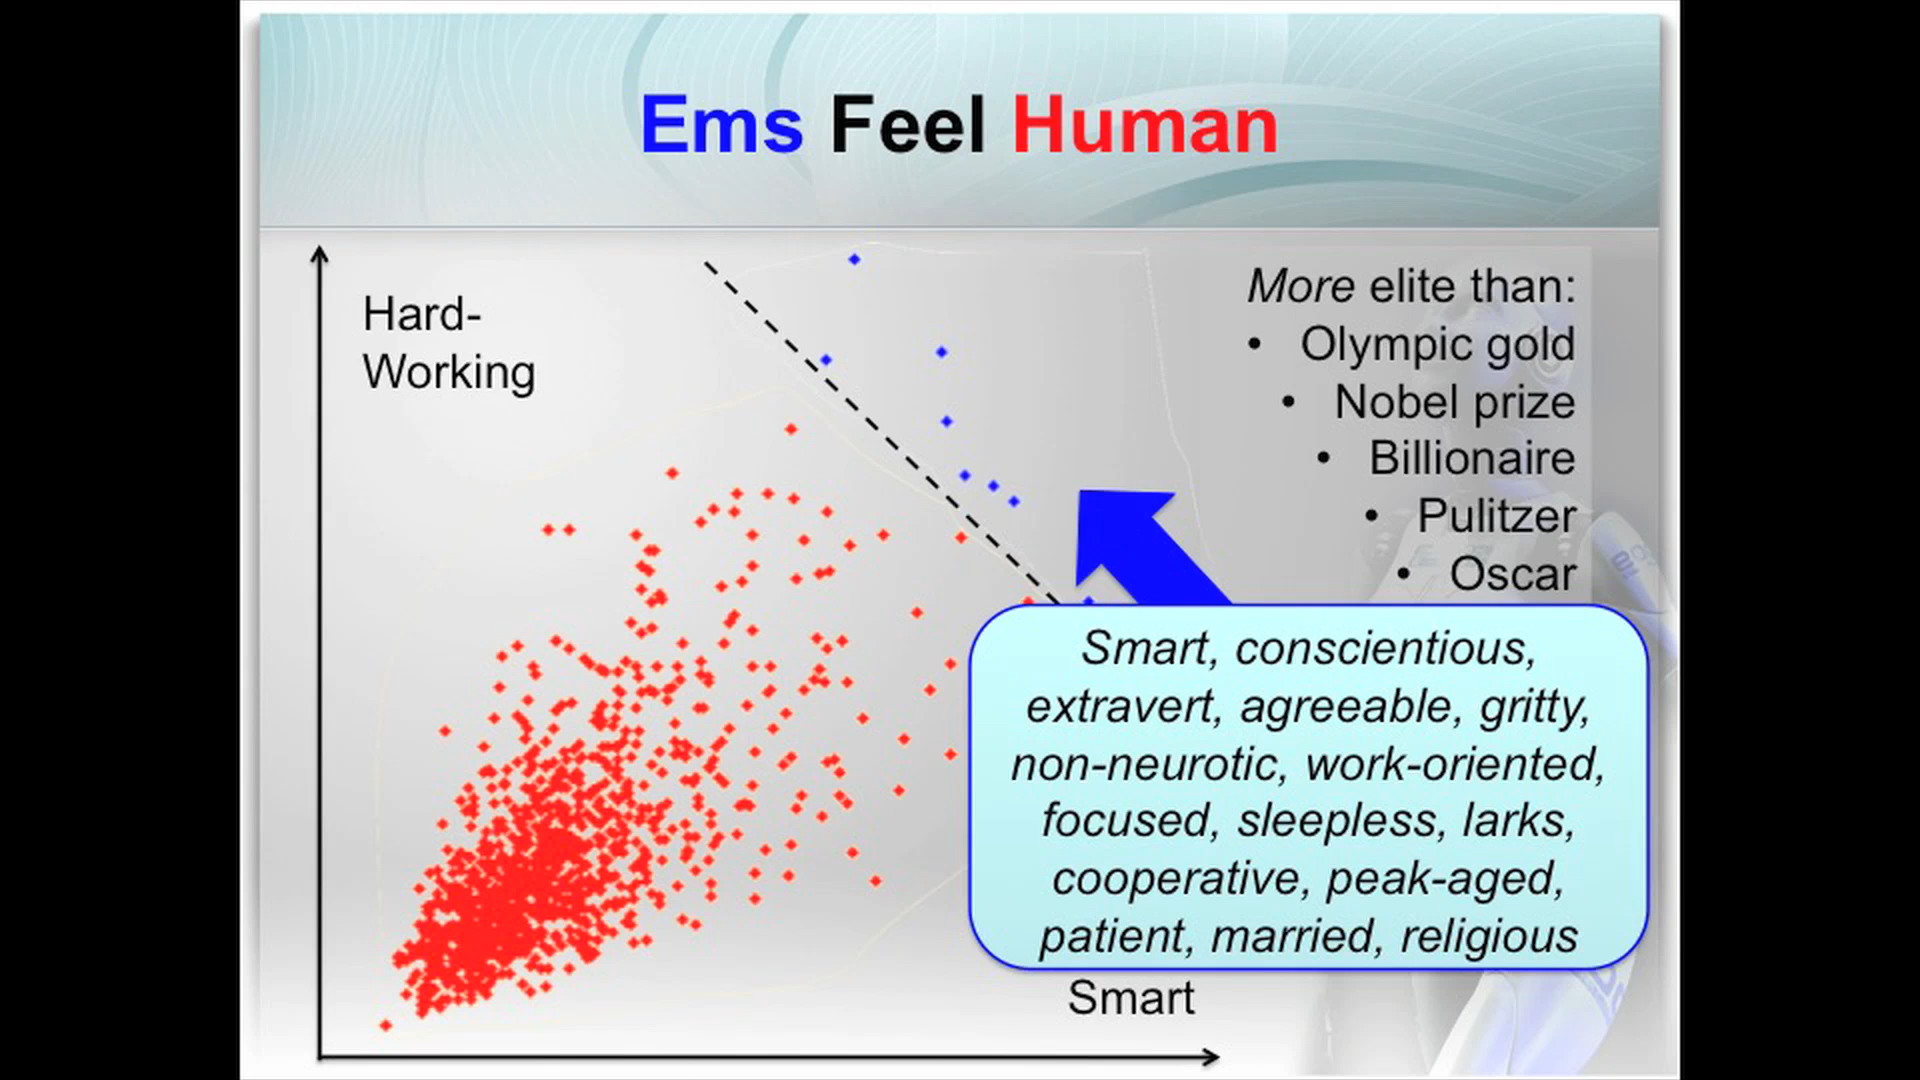 Ems Feel Human
Hard-
Working
More elite than:
• Olympic gold
• Nobel prize
• Billionaire
• Pulitzer
• Oscar
Smart, conscientious,
extravert, agreeable, gritty,
non-neurotic, work-oriented,
focused, sleepless, larks,
cooperative, peak-aged,
patient, married, religious
Smart